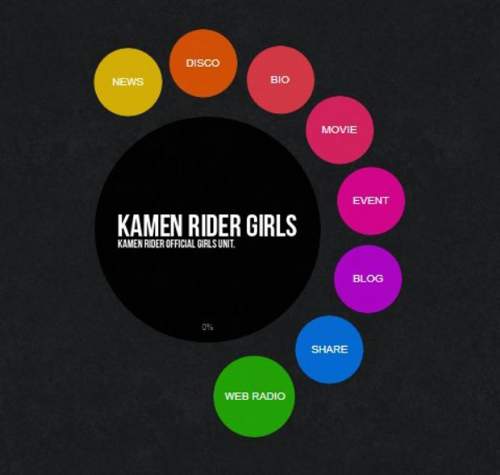 NEWS
DISCO
BIO
MOVIE
EVENT
BLOG
SHARE
WEB RADIO
KAMEN RIDER GIRLS
KAMEN RIDER OFFICIAL GIRLS UNIT.
0%